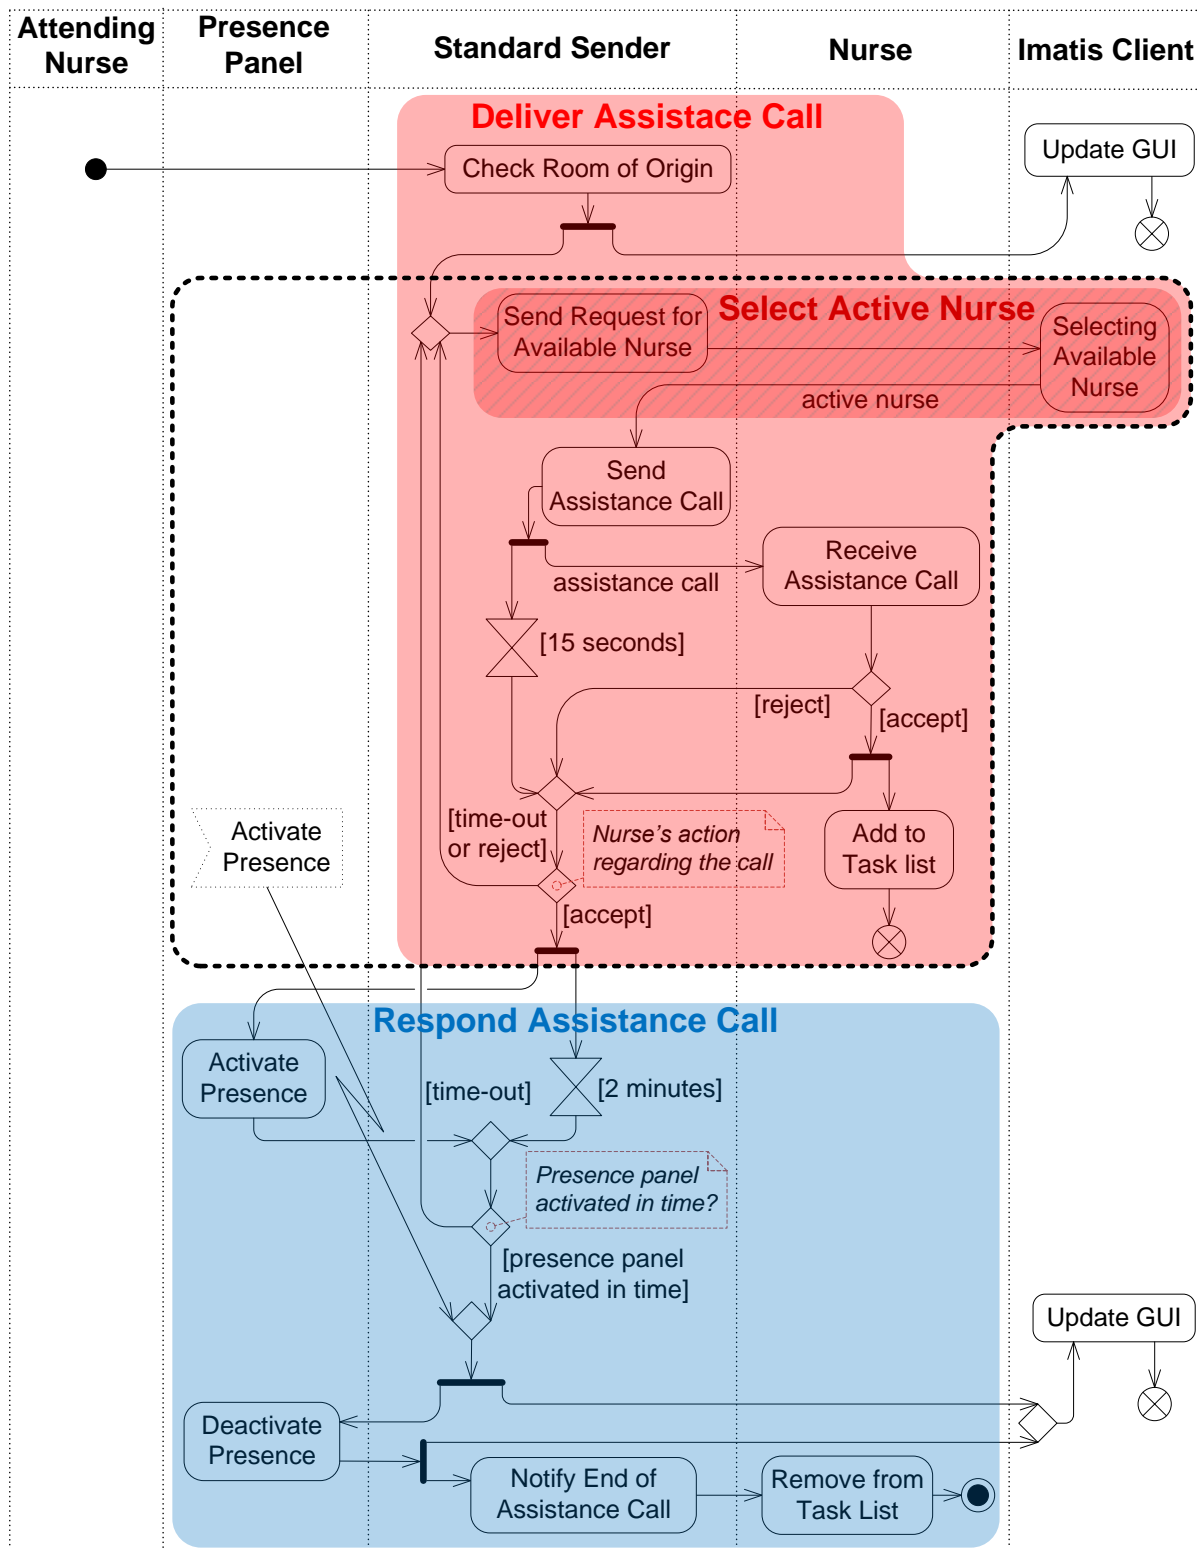 Attending
Nurse
Presence
Panel
Standard Sender
Nurse
Imatis Client
Deliver Assistace Call
Check Room of Origin
Update GUI
Select Active Nurse
Send Request for
Available Nurse
Selecting
Available
Nurse
active nurse
Send
Assistance Call
Receive
Assistance Call
assistance call
[15 seconds]
[reject]
[accept]
[time-out
or reject]
Nurse's action
regarding the call
Add to
Task list
Activate
Presence
[accept]
Respond Assistance Call
Activate
Presence
[time-out]
[2 minutes]
Presence panel
activated in time?
[presence panel
activated in time]
Update GUI
Deactivate
Presence
Notify End of
Assistance Call
Remove from
Task List